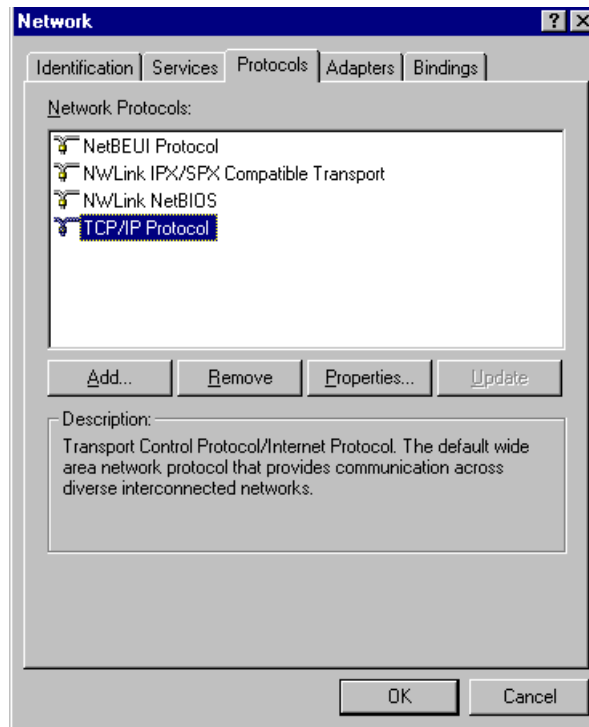 Network
Identification Services Protocols Adapters Bindings
Network Protocols:
NetBEUI Protocol
NWLink IPX/SPX Compatible Transport
NWLink NetBIOS
TCP/IP Protocol
Add... Remove Properties... Update
Description:
Transport Control Protocol/Internet Protocol. The default wide
area network protocol that provides communication across
diverse interconnected networks.
OK Cancel